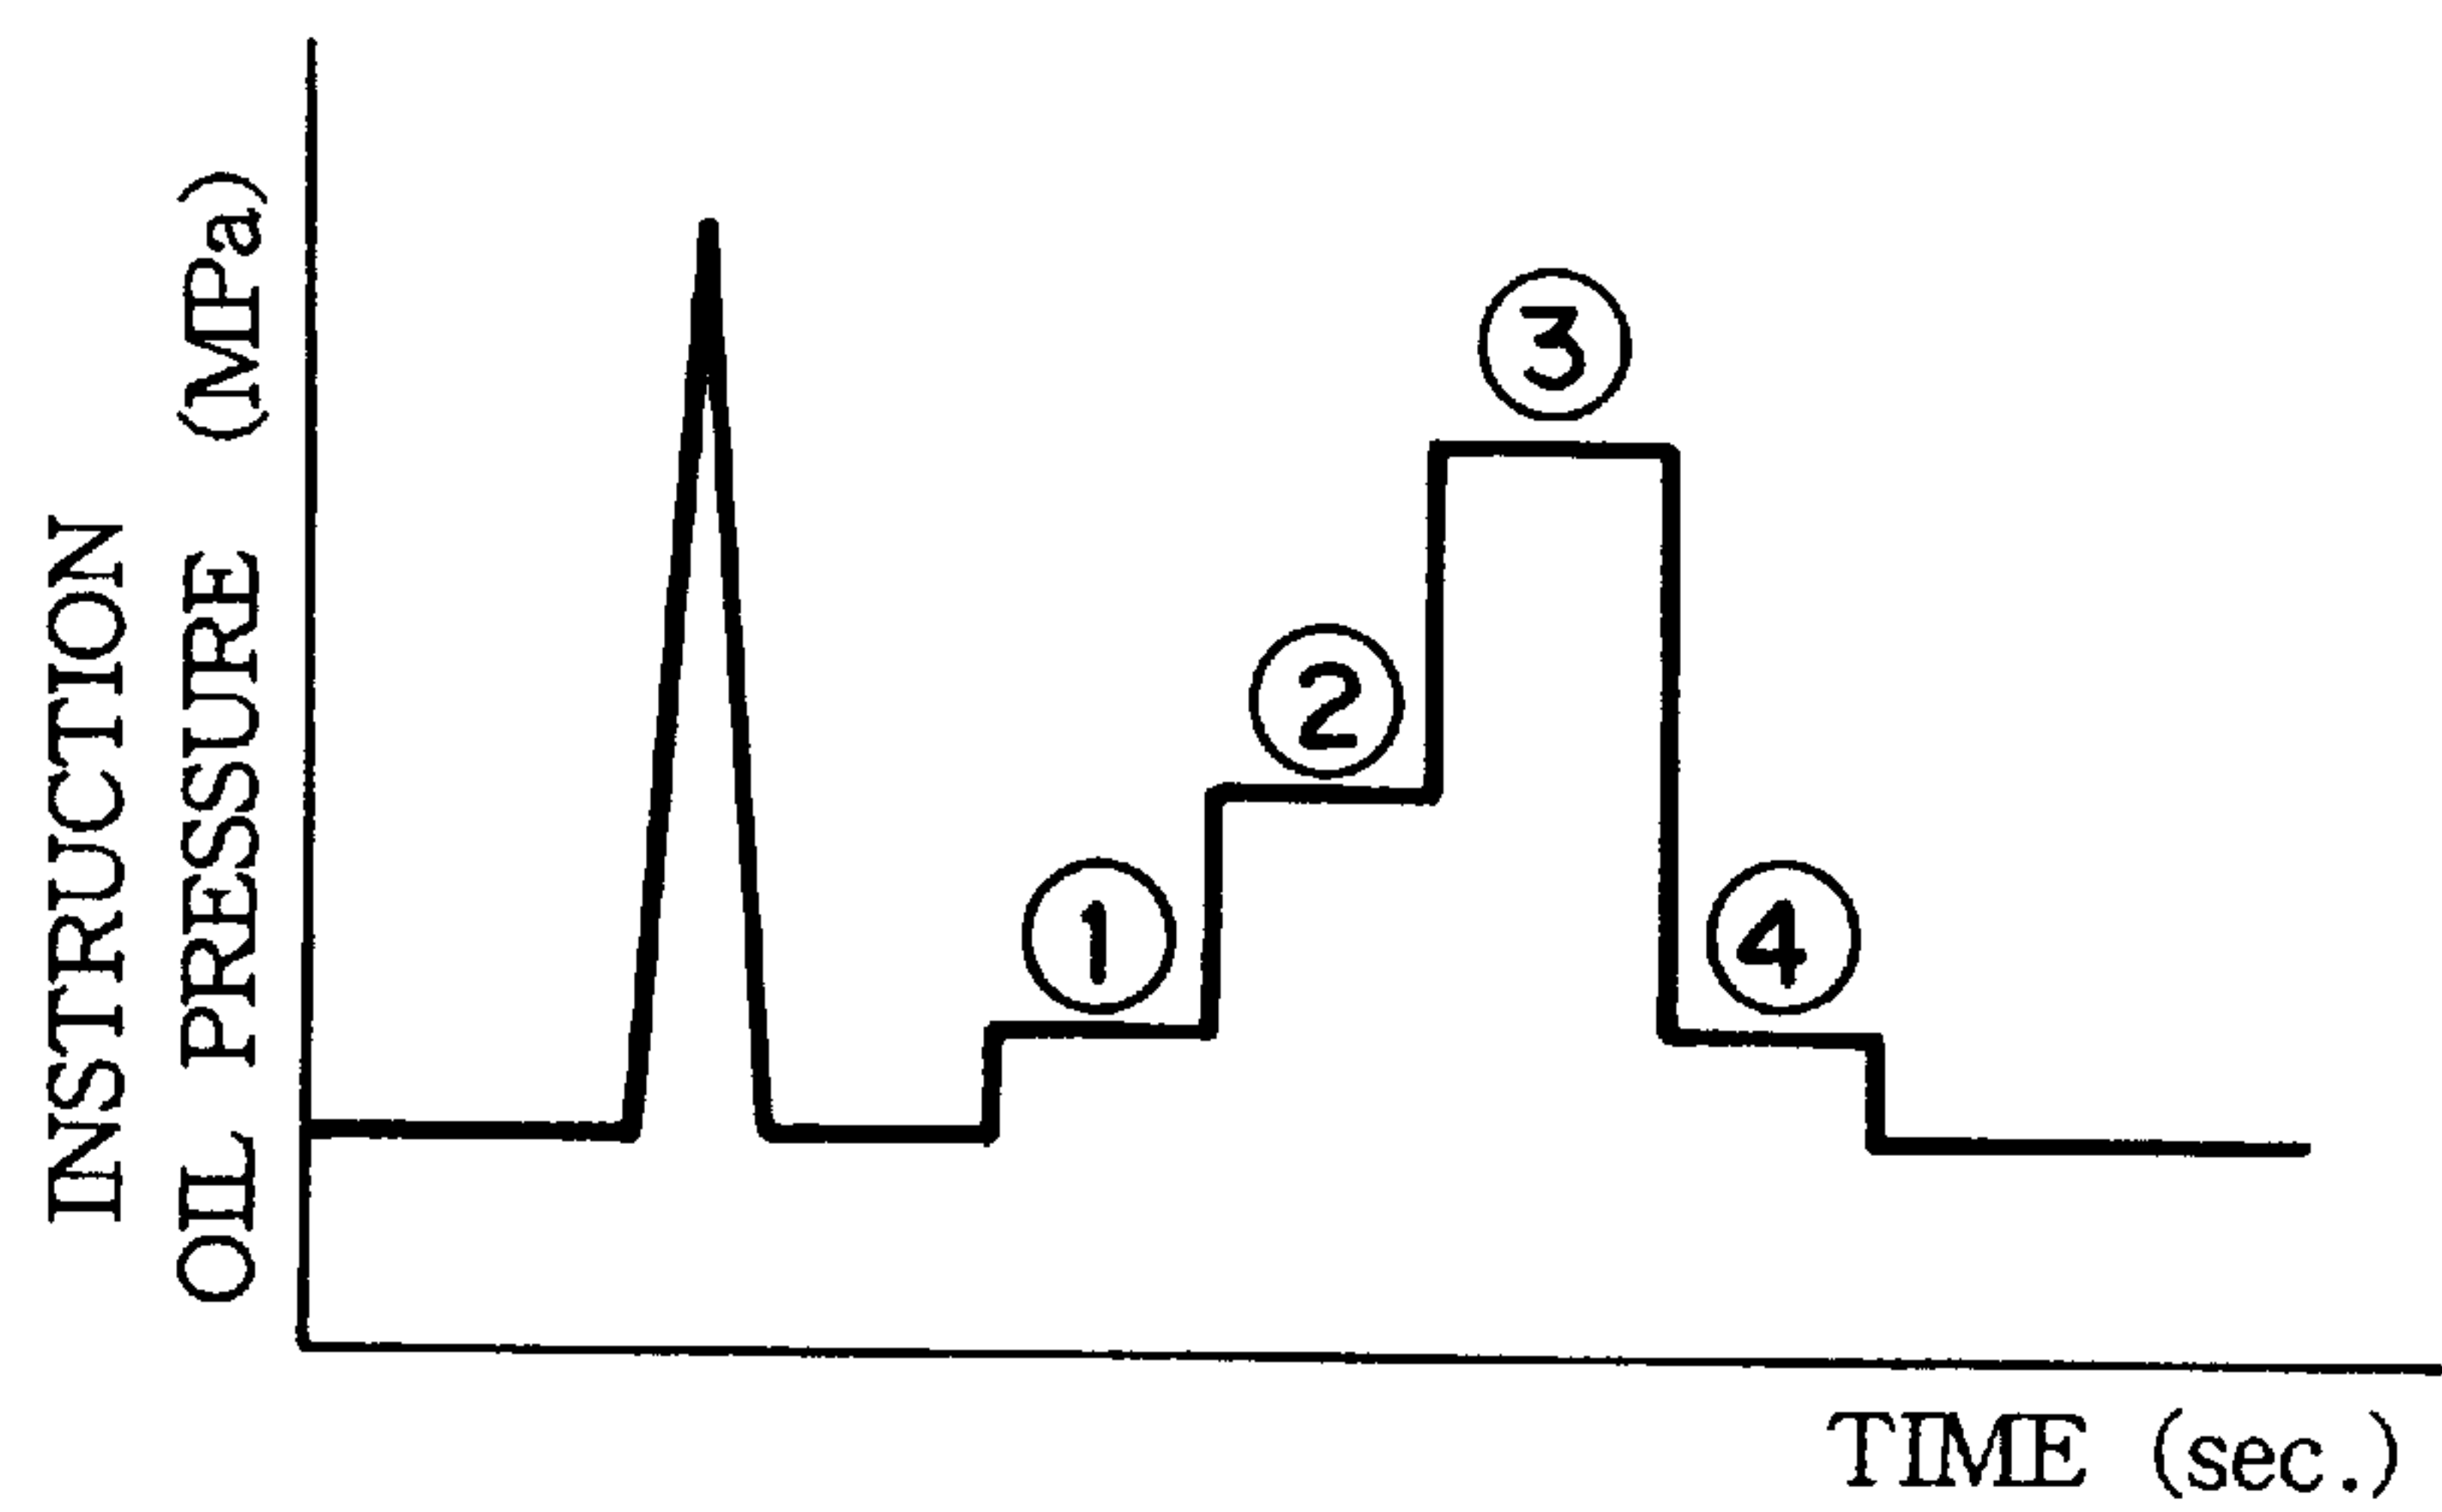 INSTRUCTION
OIL PRESSURE (MPa)
③
②
①
④
TIME (sec.)